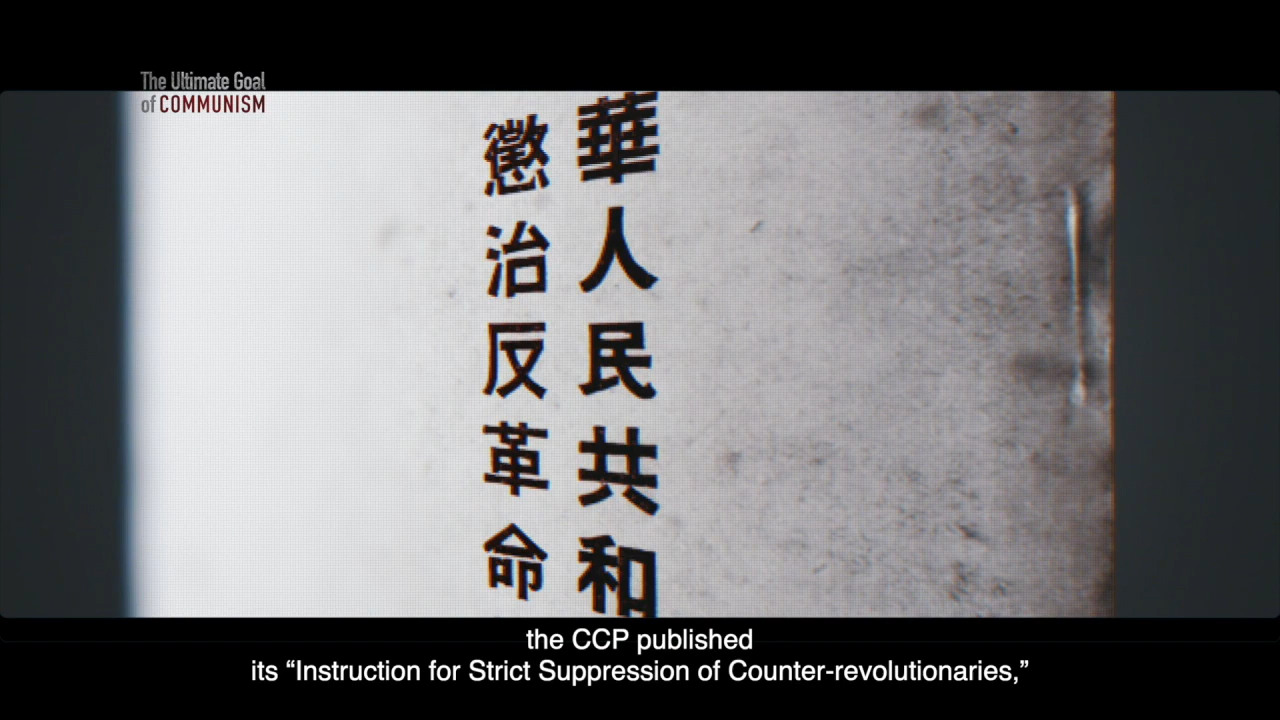 The Ultimate Goal
of COMMUNISM
華人民共和
懲治反革命
the CCP published
its “Instruction for Strict Suppression of Counter-revolutionaries,”